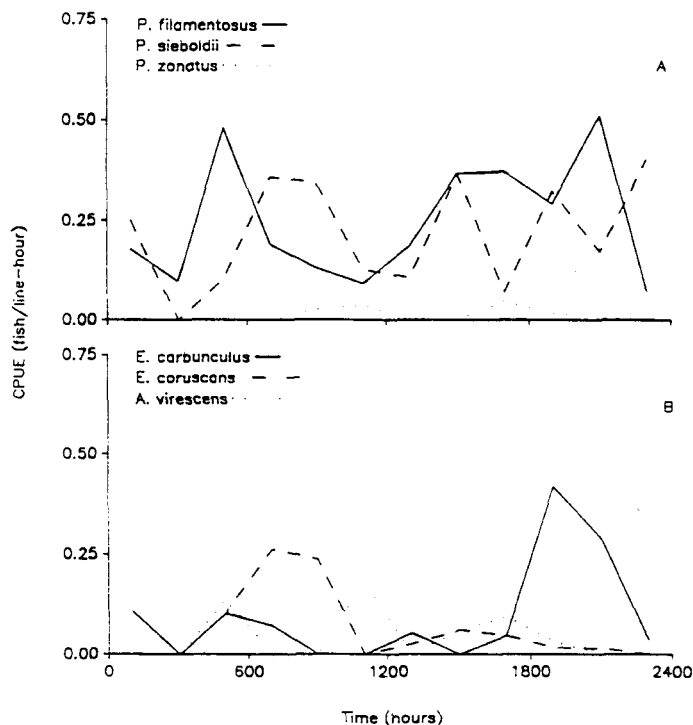 0.75
P. filamentosus
P. sieboldii
P. zonatus
A
0.50
0.25
0.00
CPUE (fish/line-hour)
0.75
E. carbunculus
E. coruscans
A. virescens
B
0.50
0.25
0.00
0 600 1200 1800 2400
Time (hours)